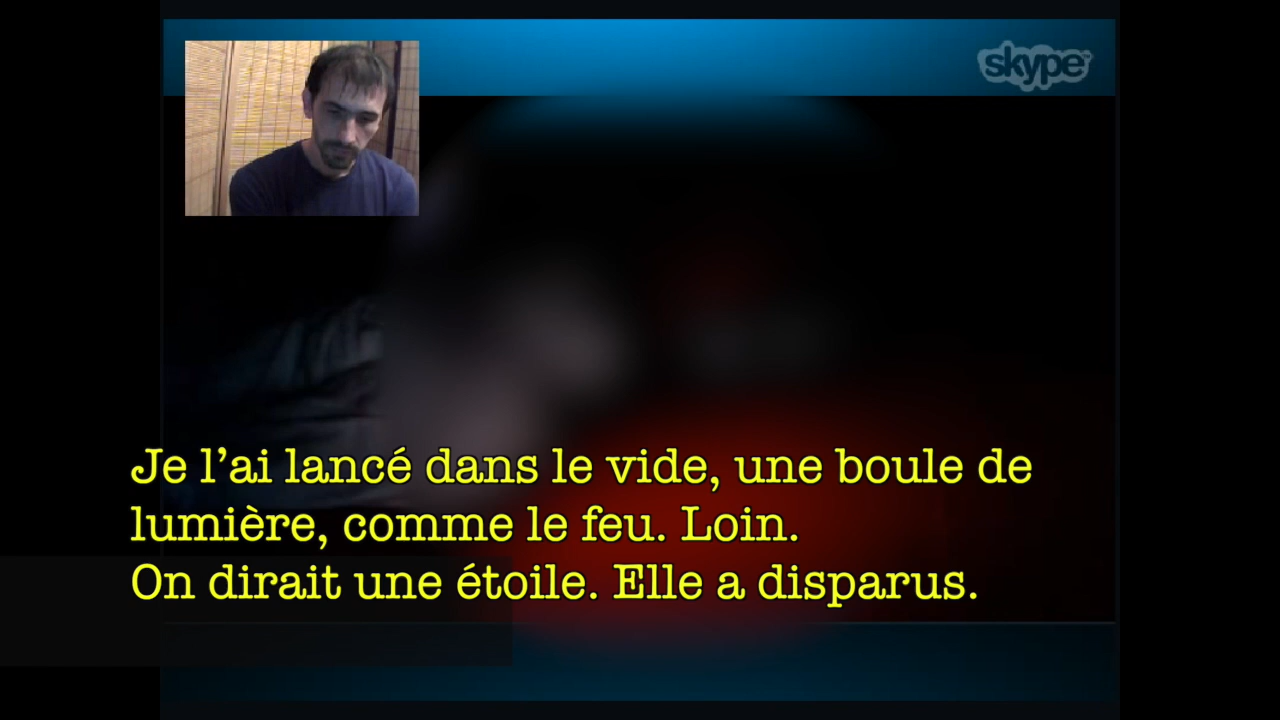 skype
Je l'ai lancé dans le vide, une boule de
lumière, comme le feu. Loin.
On dirait une étoile. Elle a disparus.